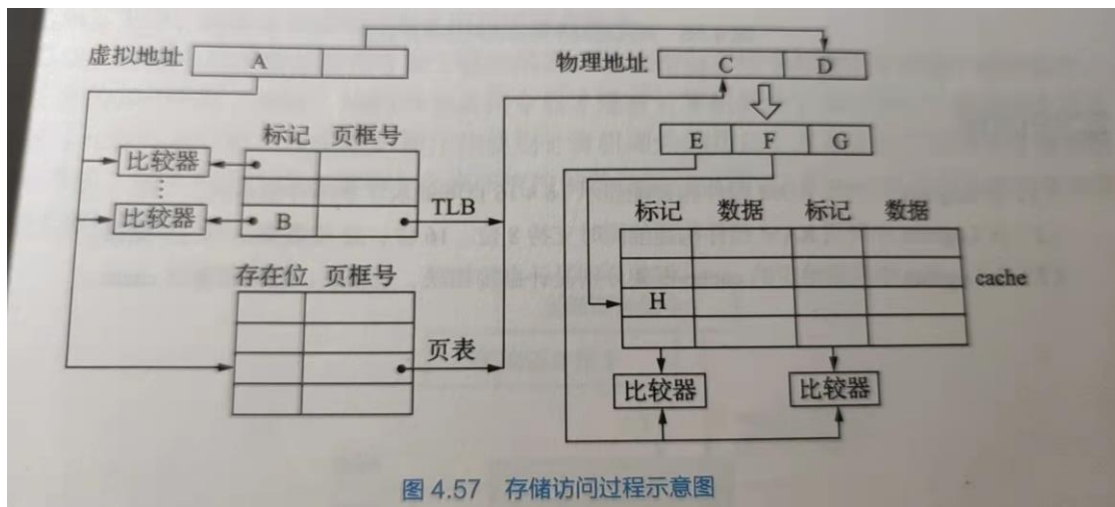 虚拟地址 A
物理地址 C D
E F G
标记 页框号
比较器
比较器
B
TLB
标记 数据 标记 数据
cache
H
存在位 页框号
页表
比较器 比较器
图 4.57 存储访问过程示意图